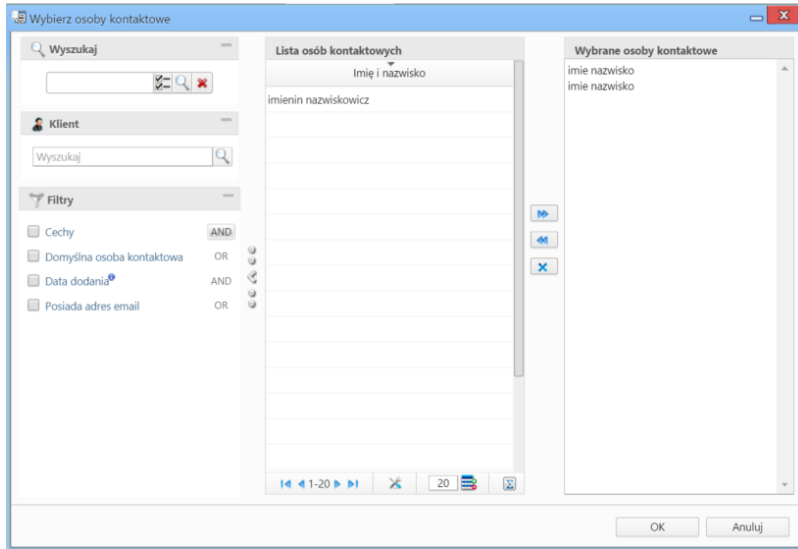 Wybierz osoby kontaktowe
Wyszukaj
Klient
Wyszukaj
Filtry
Cechy AND
Domyślna osoba kontaktowa OR
Data dodania AND
Posiada adres email OR
Lista osób kontaktowych
Imię i nazwisko
imienin nazwiskowicz
1-20
20
Wybrane osoby kontaktowe
imie nazwisko
imie nazwisko
OK Anuluj